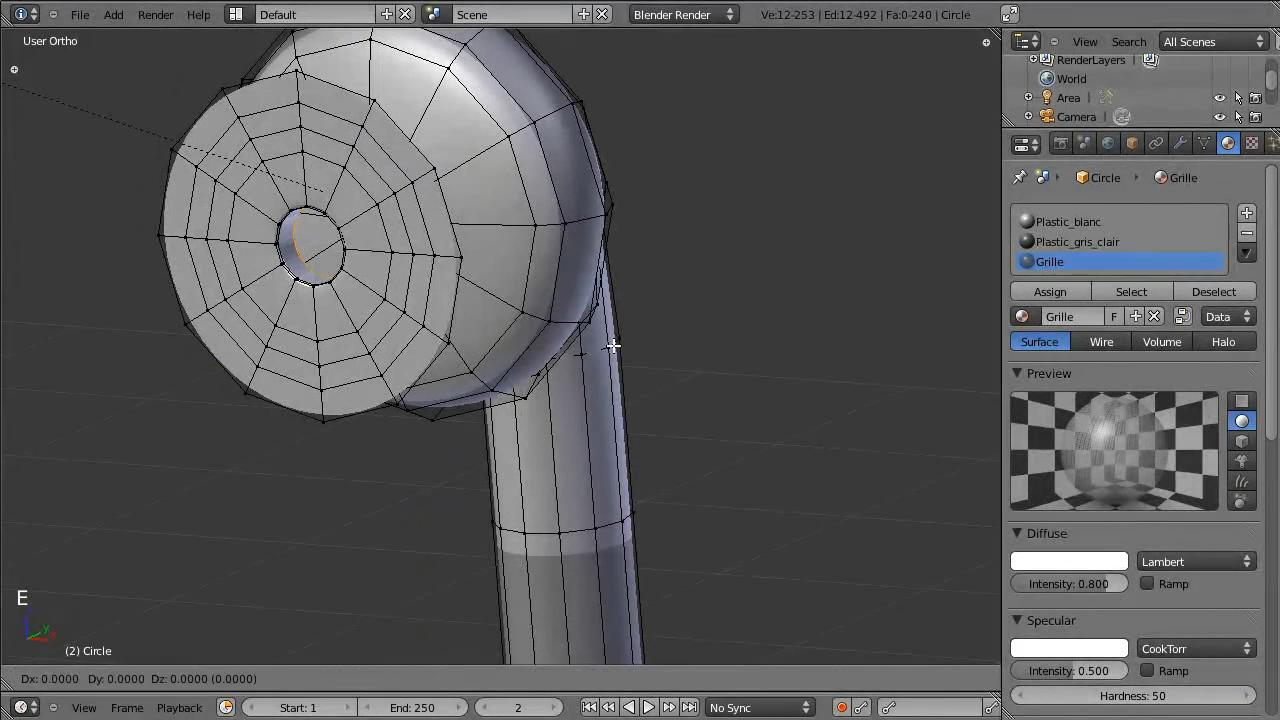 File Add Render Help Default Scene Blender Render Ve:12-253 | Ed:12-492 | Fa:0-240 | Circle
User Ortho
View Search All Scenes
RenderLayers
World
Area
Camera
Circle Grille
Plastic_blanc
Plastic_gris_clair
Grille
Assign Select Deselect
Grille F Data
Surface Wire Volume Halo
Preview
Diffuse
Lambert
Intensity: 0.800 Ramp
Specular
CookTorr
Intensity: 0.500 Ramp
Hardness: 50
E
(2) Circle
Dx: 0.0000 Dy: 0.0000 Dz: 0.0000 (0.0000)
View Frame Playback Start: 1 End: 250 2 No Sync